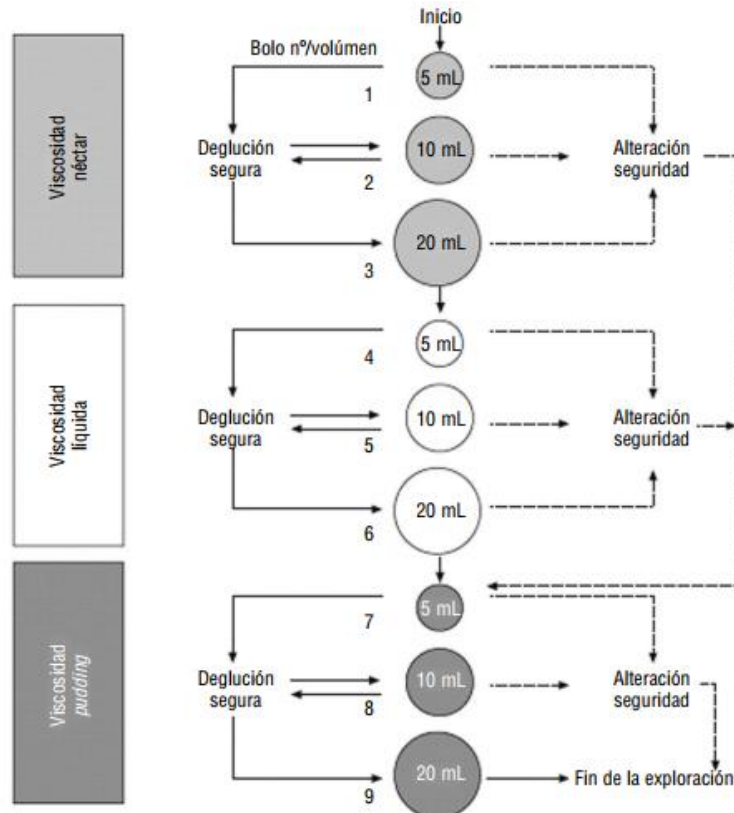 Inicio
Bolo nº/volúmen
5 mL
1
Viscosidad
néctar
Deglución
segura
10 mL
Alteración
seguridad
2
20 mL
3
5 mL
4
Viscosidad
líquida
Deglución
segura
10 mL
Alteración
seguridad
5
20 mL
6
5 mL
7
Viscosidad
pudding
Deglución
segura
10 mL
Alteración
seguridad
8
20 mL
Fin de la exploración
9